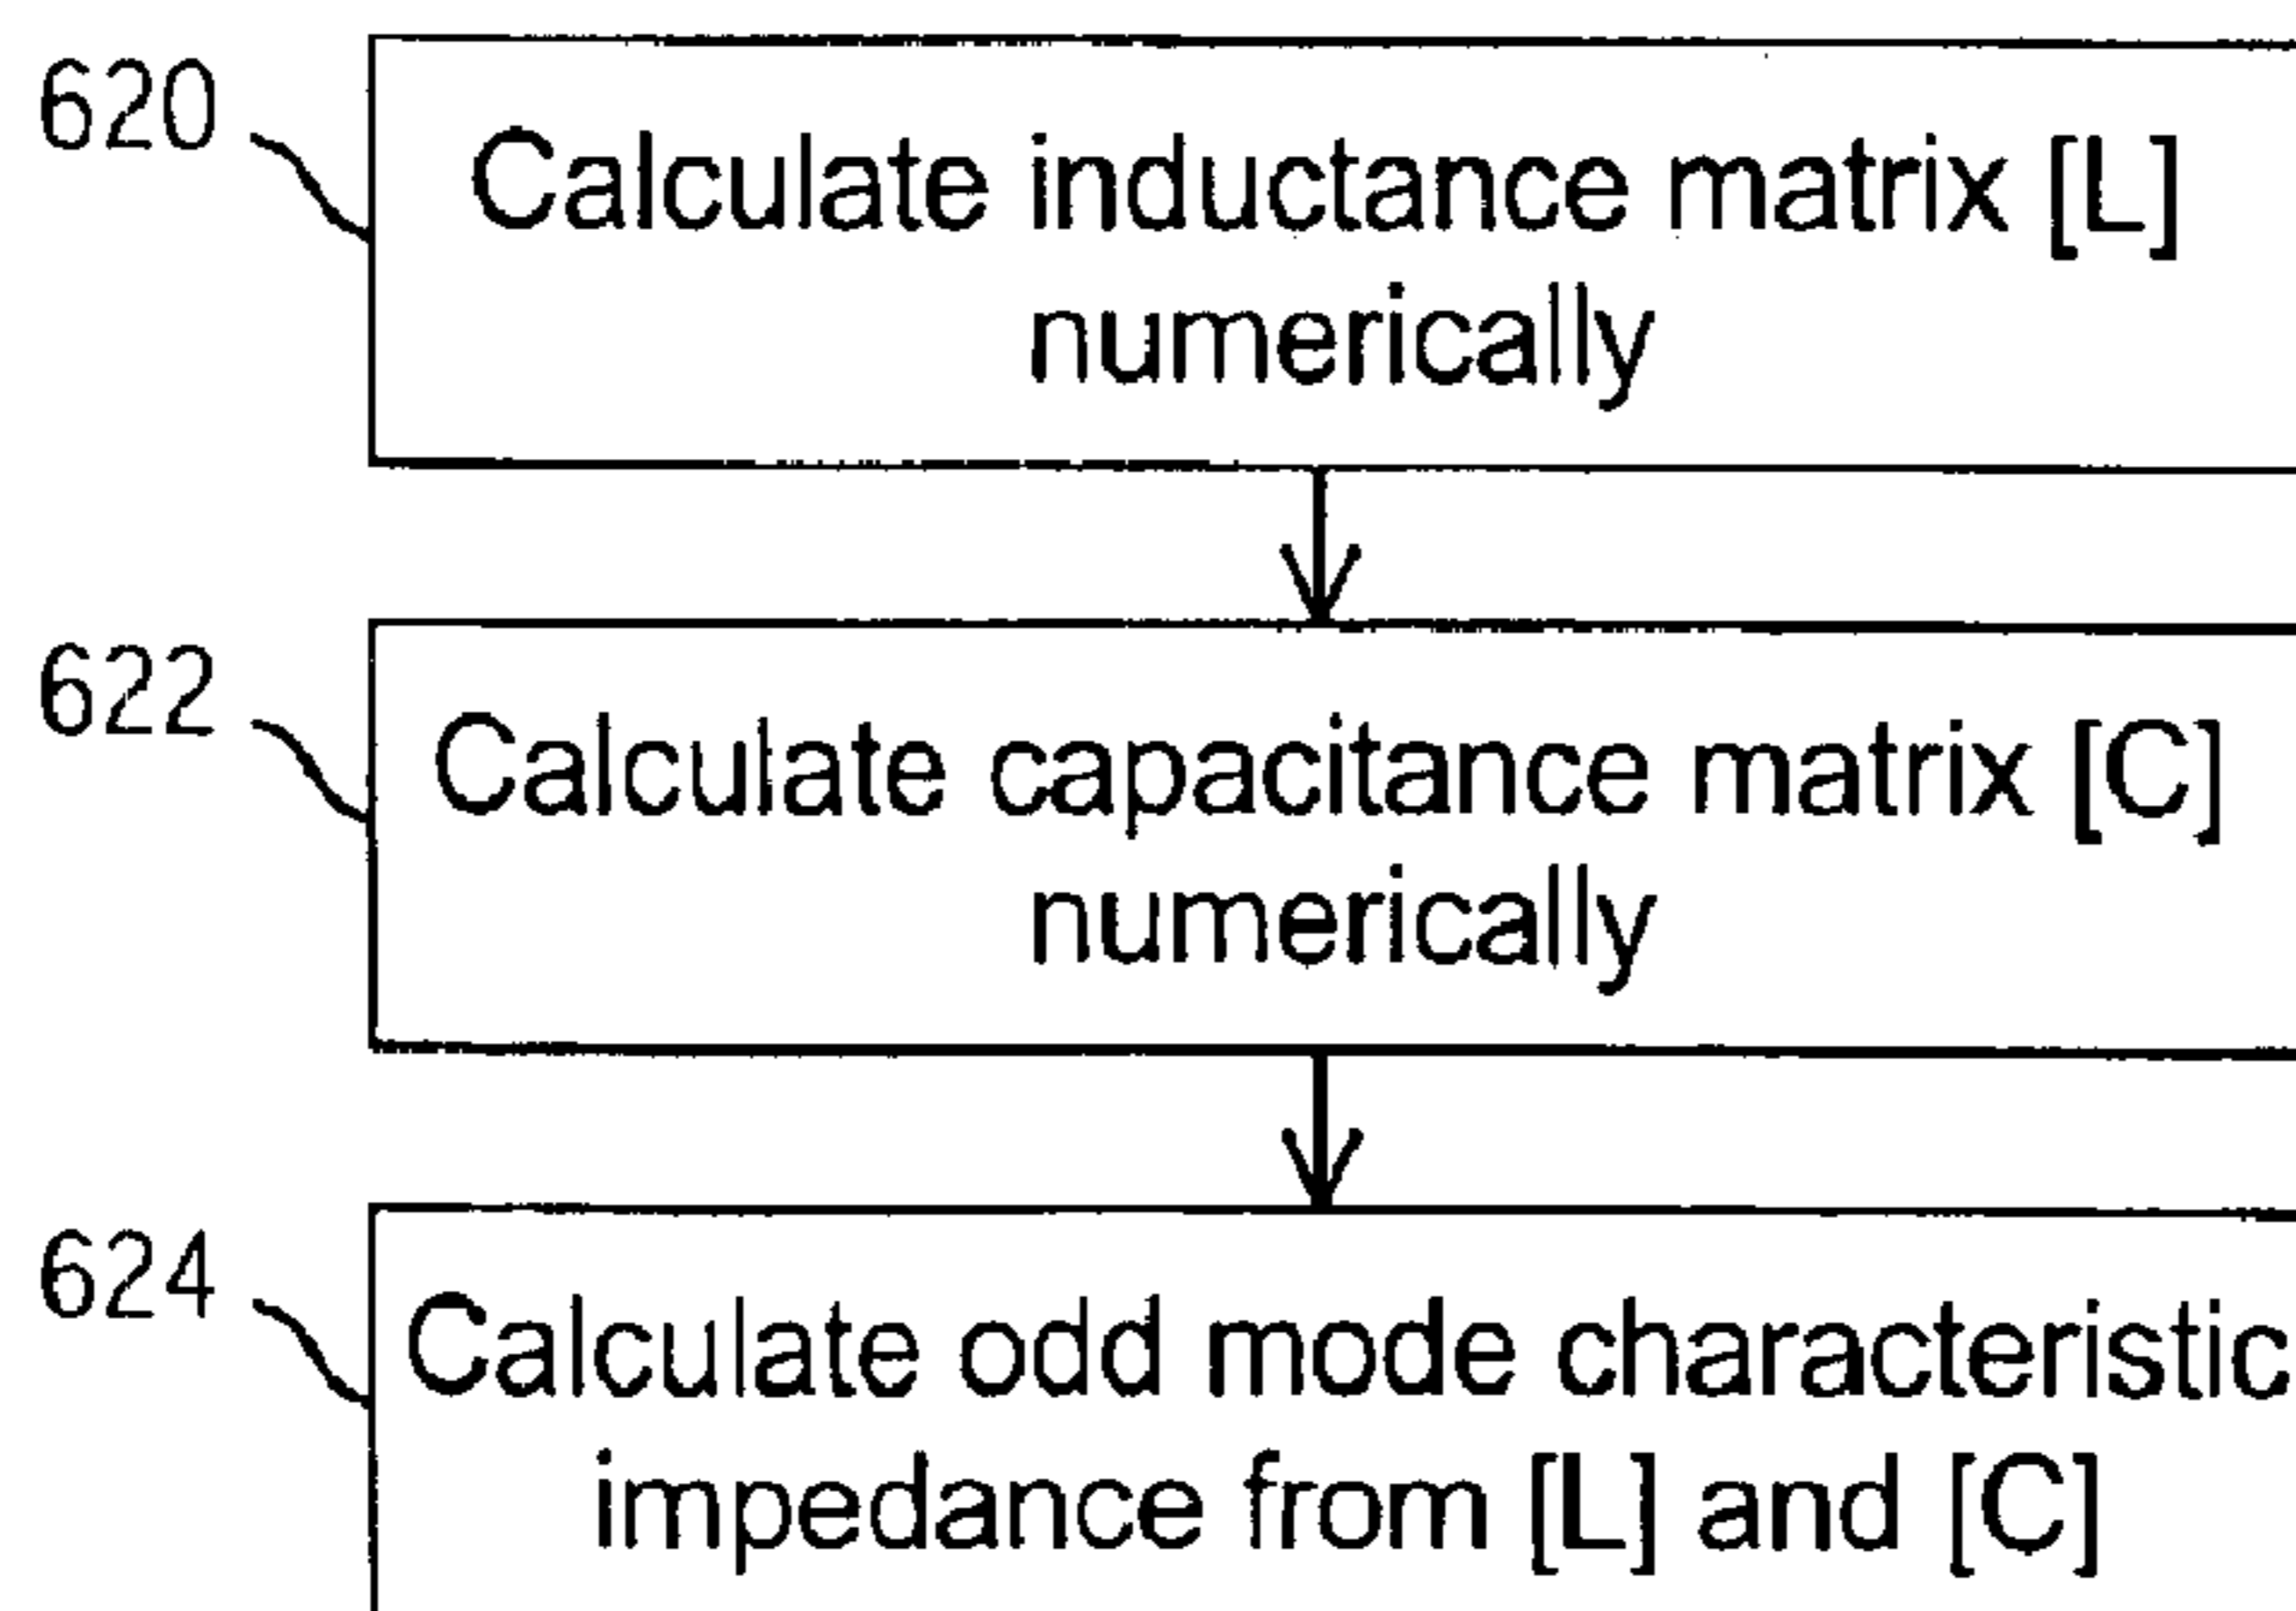 620
Calculate inductance matrix [L]
numerically
622
Calculate capacitance matrix [C]
numerically
624
Calculate odd mode characteristic
impedance from [L] and [C]